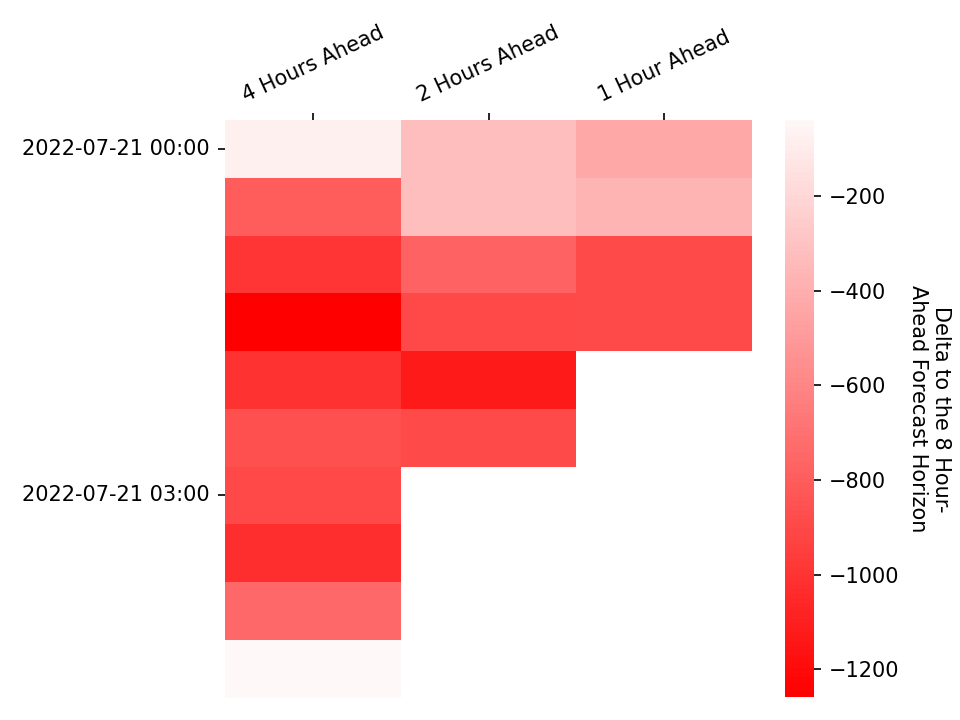 4 Hours Ahead
2 Hours Ahead
1 Hour Ahead
2022-07-21 00:00
2022-07-21 03:00
−200
−400
−600
−800
−1000
−1200
Delta to the 8 Hour-
Ahead Forecast Horizon